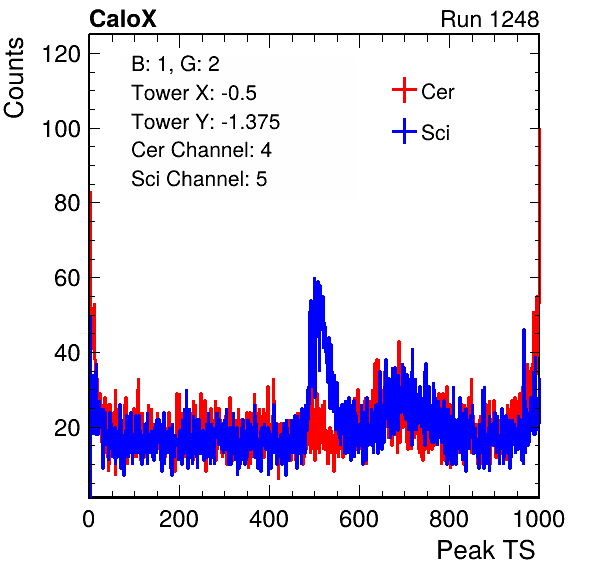 CaloX Run 1248
Counts
120
100
80
60
40
20
B: 1, G: 2
Tower X: -0.5
Tower Y: -1.375
Cer Channel: 4
Sci Channel: 5
Cer
Sci
0 200 400 600 800 1000
Peak TS